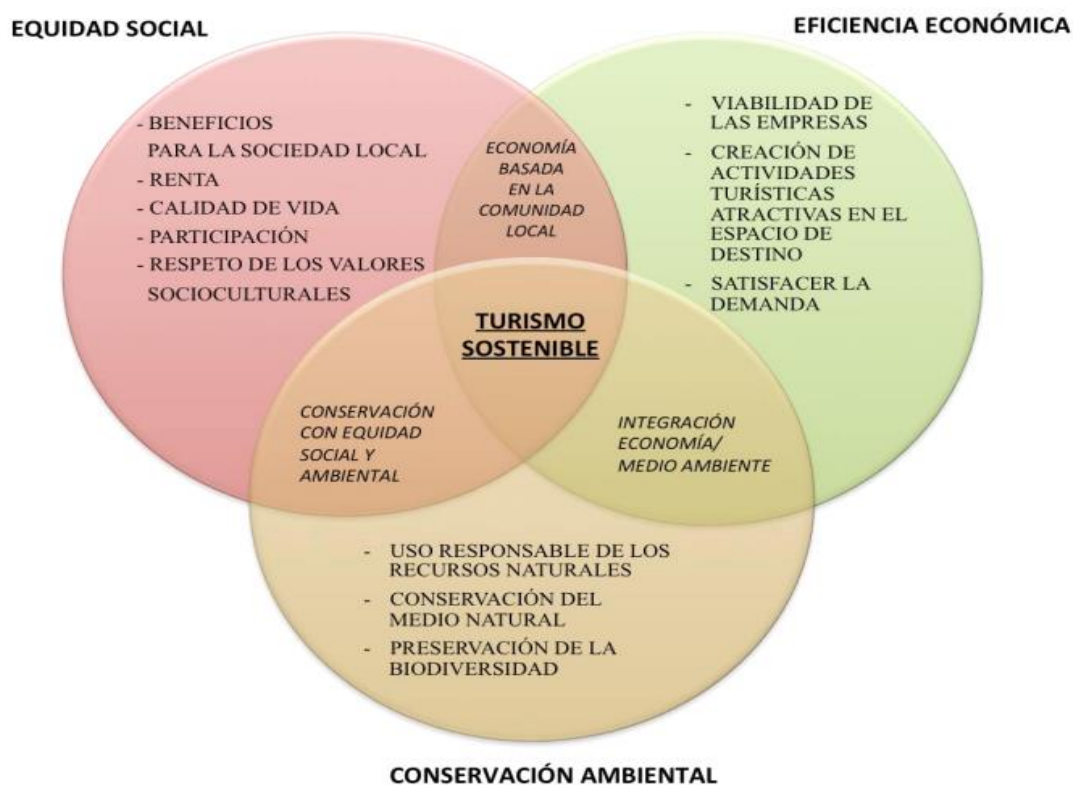 EQUIDAD SOCIAL
EFICIENCIA ECONÓMICA
- BENEFICIOS
PARA LA SOCIEDAD LOCAL
- RENTA
- CALIDAD DE VIDA
- PARTICIPACIÓN
- RESPETO DE LOS VALORES
SOCIOCULTURALES
ECONOMÍA
BASADA
EN LA
COMUNIDAD
LOCAL
- VIABILIDAD DE
LAS EMPRESAS
- CREACIÓN DE
ACTIVIDADES
TURÍSTICAS
ATRACTIVAS EN EL
ESPACIO DE
DESTINO
- SATISFACER LA
DEMANDA
TURISMO
SOSTENIBLE
CONSERVACIÓN
CON EQUIDAD
SOCIAL Y
AMBIENTAL
INTEGRACIÓN
ECONOMÍA/
MEDIO AMBIENTE
- USO RESPONSABLE DE LOS
RECURSOS NATURALES
- CONSERVACIÓN DEL
MEDIO NATURAL
- PRESERVACIÓN DE LA
BIODIVERSIDAD
CONSERVACIÓN AMBIENTAL